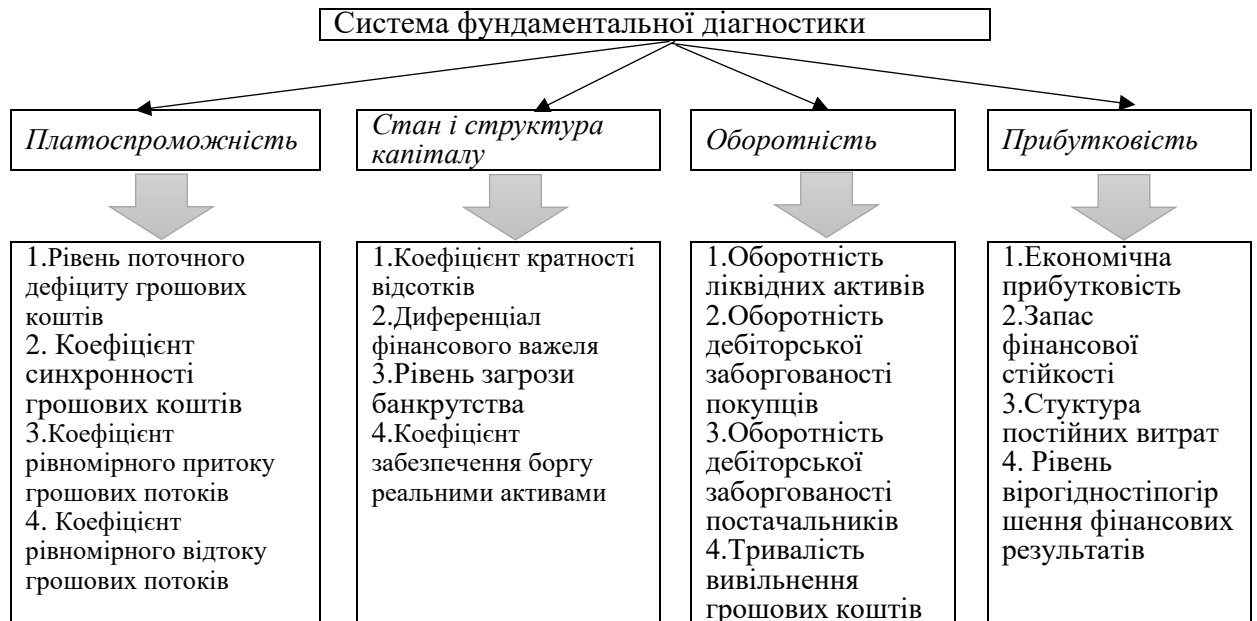 Система фундаментальної діагностики
Платоспроможність
Стан і структура
капіталу
Оборотність
Прибутковість
1.Рівень поточного
дефіциту грошових
коштів
2. Коефіцієнт
синхронності
грошових коштів
3.Коефіцієнт
рівномірного притоку
грошових потоків
4. Коефіцієнт
рівномірного відтоку
грошових потоків
1.Коефіцієнт кратності
відсотків
2.Диференціал
фінансового важеля
3.Рівень загрози
банкрутства
4.Коефіцієнт
забезпечення боргу
реальними активами
1.Оборотність
ліквідних активів
2.Оборотність
дебіторської
заборгованості
покупців
3.Оборотність
дебіторської
заборгованості
постачальників
4.Тривалість
вивільнення
грошових коштів
1.Економічна
прибутковість
2.Запас
фінансової
стійкості
3.Стуктура
постійних витрат
4. Рівень
вірогідностіпогір
шення фінансових
результатів